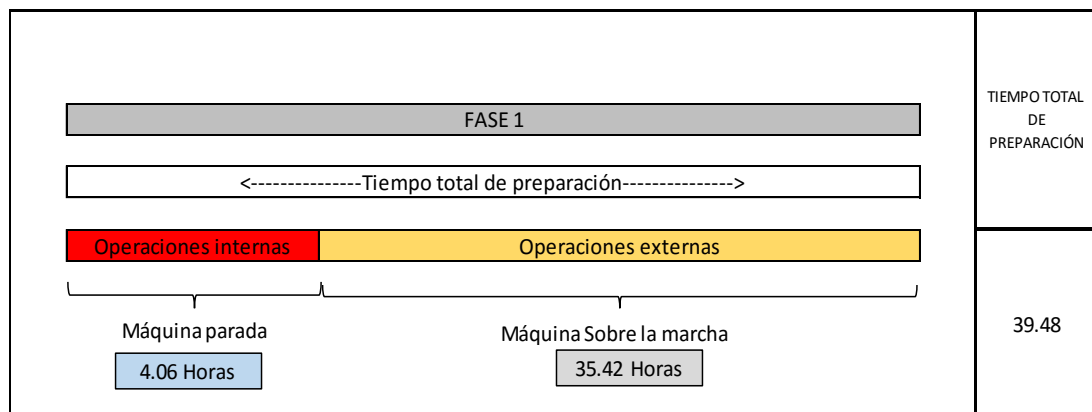 FASE 1
<---------------Tiempo total de preparación--------------->
Operaciones internas
Operaciones externas
Máquina parada
4.06 Horas
Máquina Sobre la marcha
35.42 Horas
TIEMPO TOTAL
DE
PREPARACIÓN
39.48